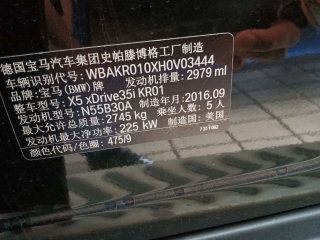 德国宝马汽车集团史帕滕博格工厂制造
车辆识别代号: WBAKR010XH0V03444
品牌: 宝马(BMW)牌 发动机排量: 2979 ml
整车型号: X5 xDrive35i KR01
发动机型号: N55B30A 制造年月: 2016.09
最大允许总质量: 2745 kg 乘坐人数: 5 人
发动机最大净功率: 225 kW 制造国: 美国
颜色代码/色圈: 475/9